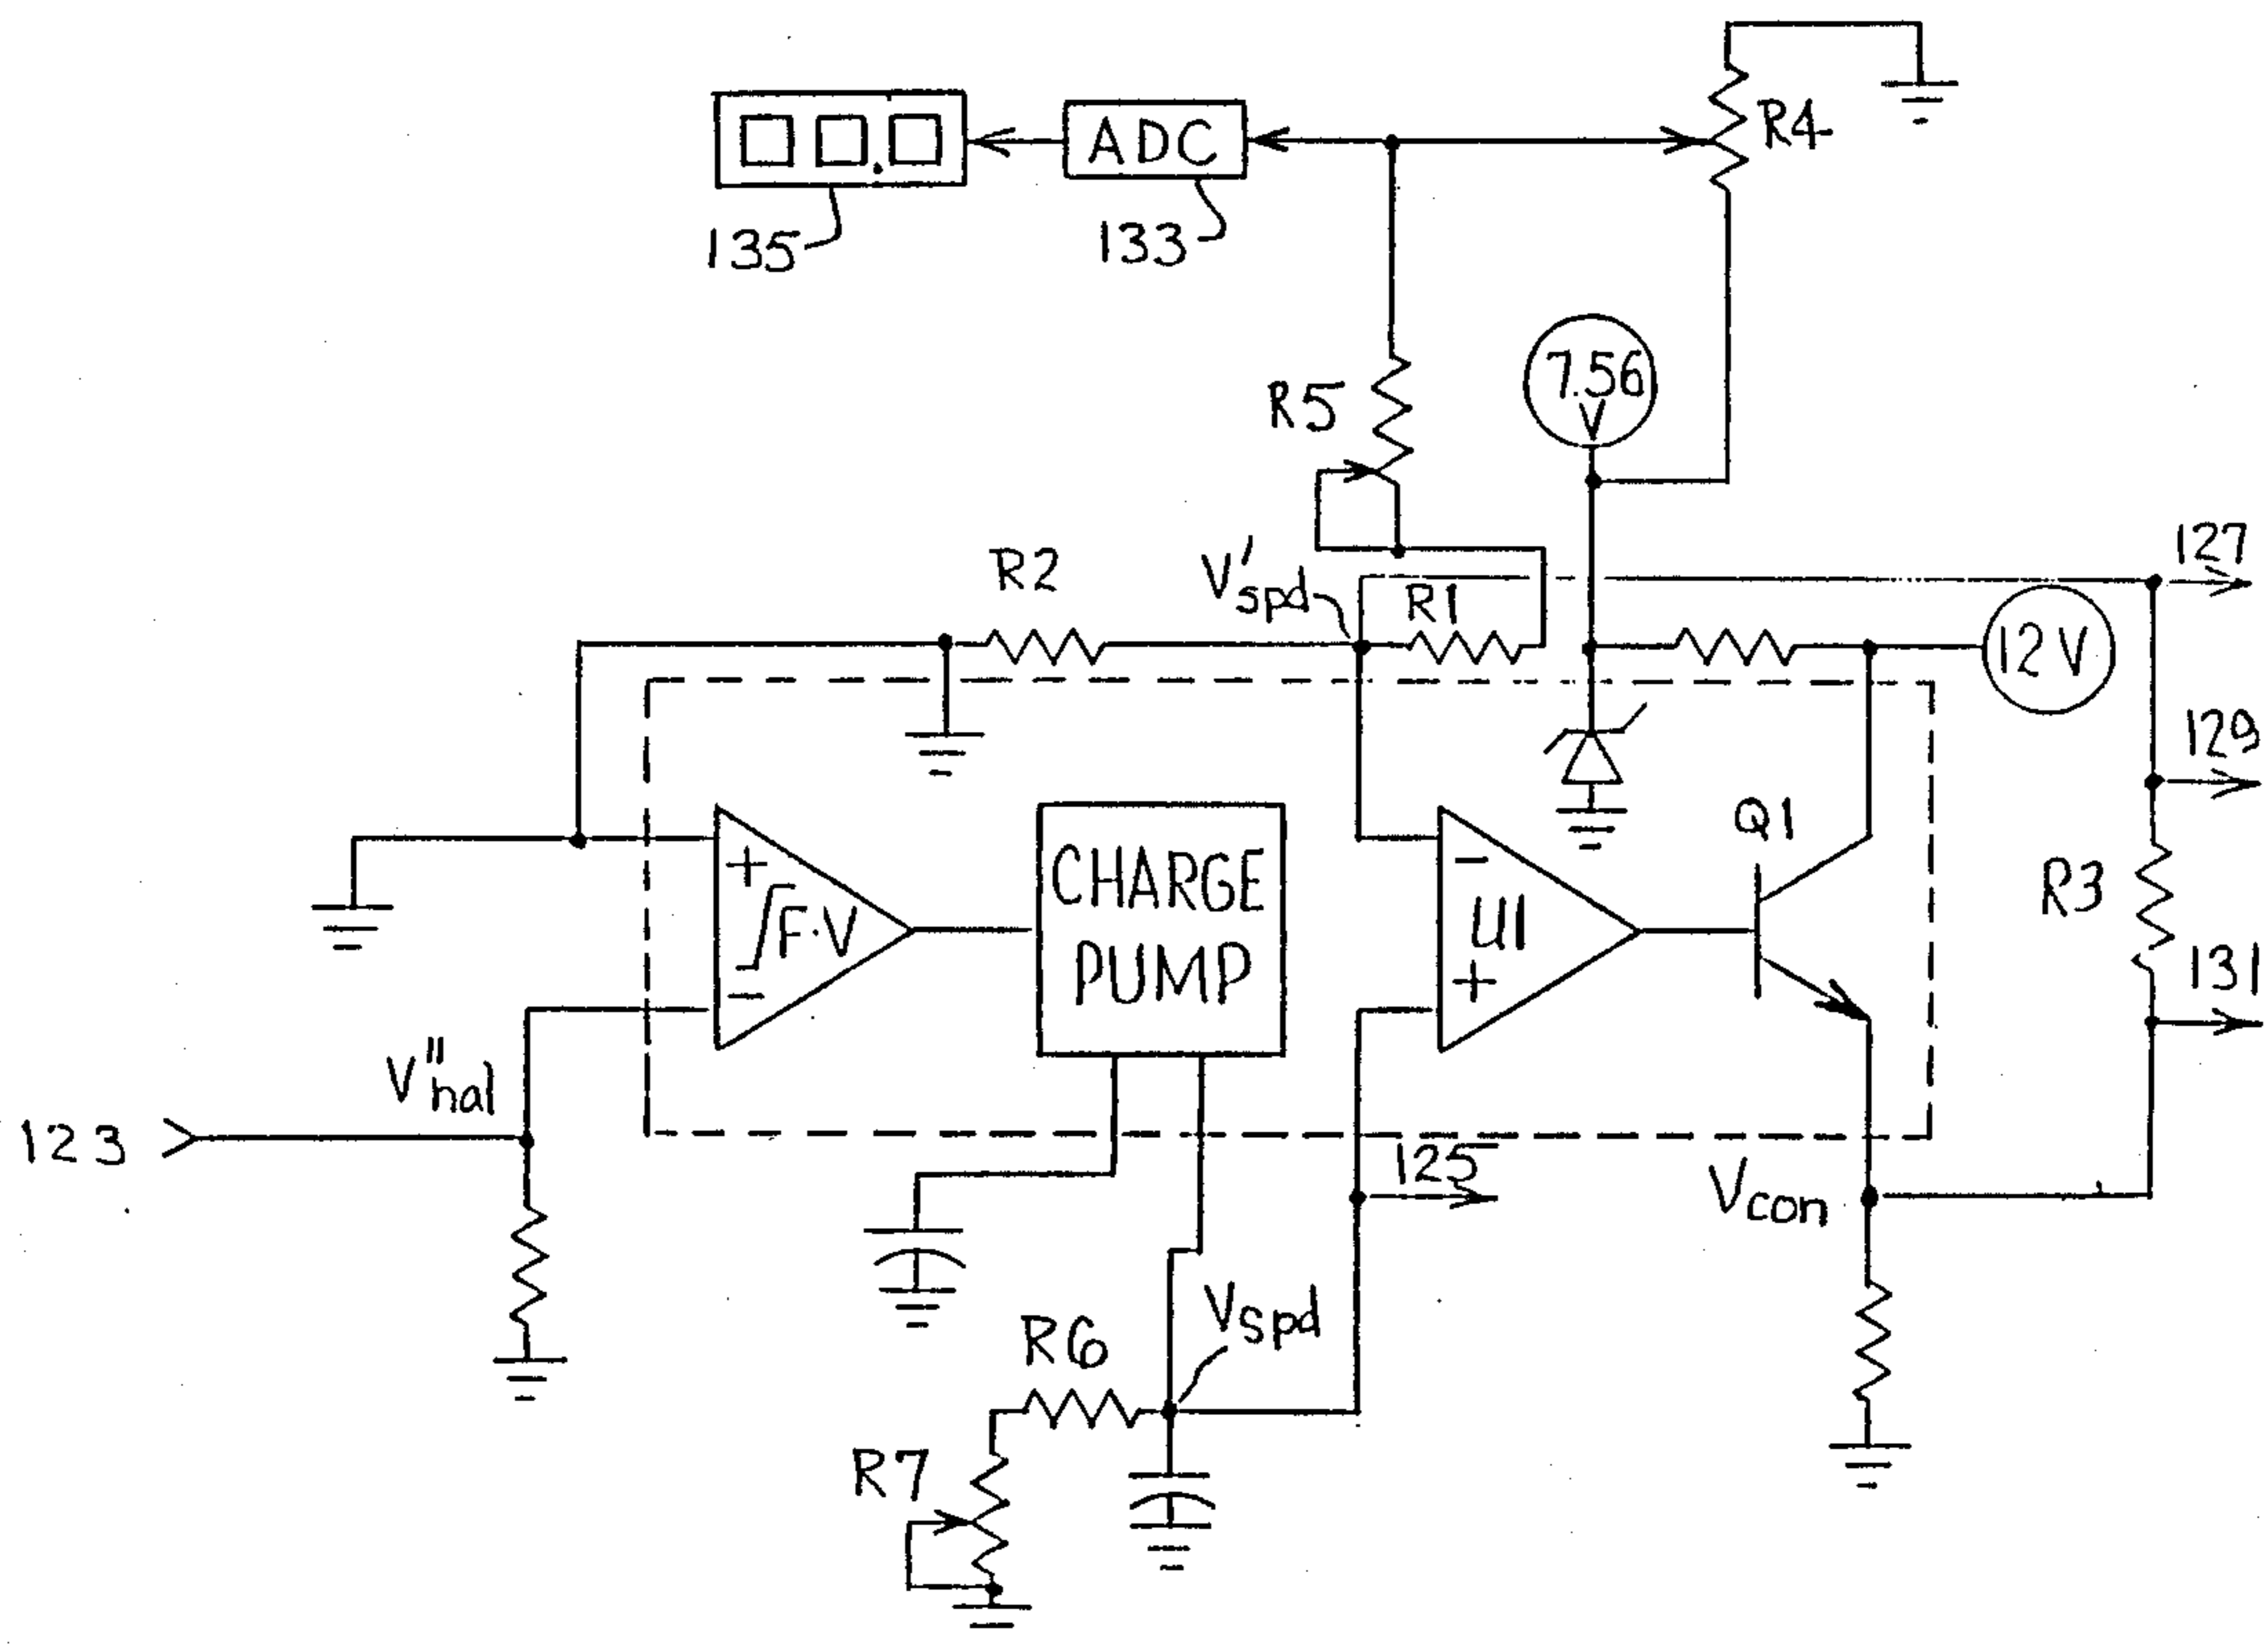 R4
ADC
135
133
7.56
V
R5
127
R2
V'spd
R1
12V
129
Q1
+
F·V
−
CHARGE
PUMP
−
U1
+
R3
131
V"hal
123
125
Vcon
Vspd
R6
R7